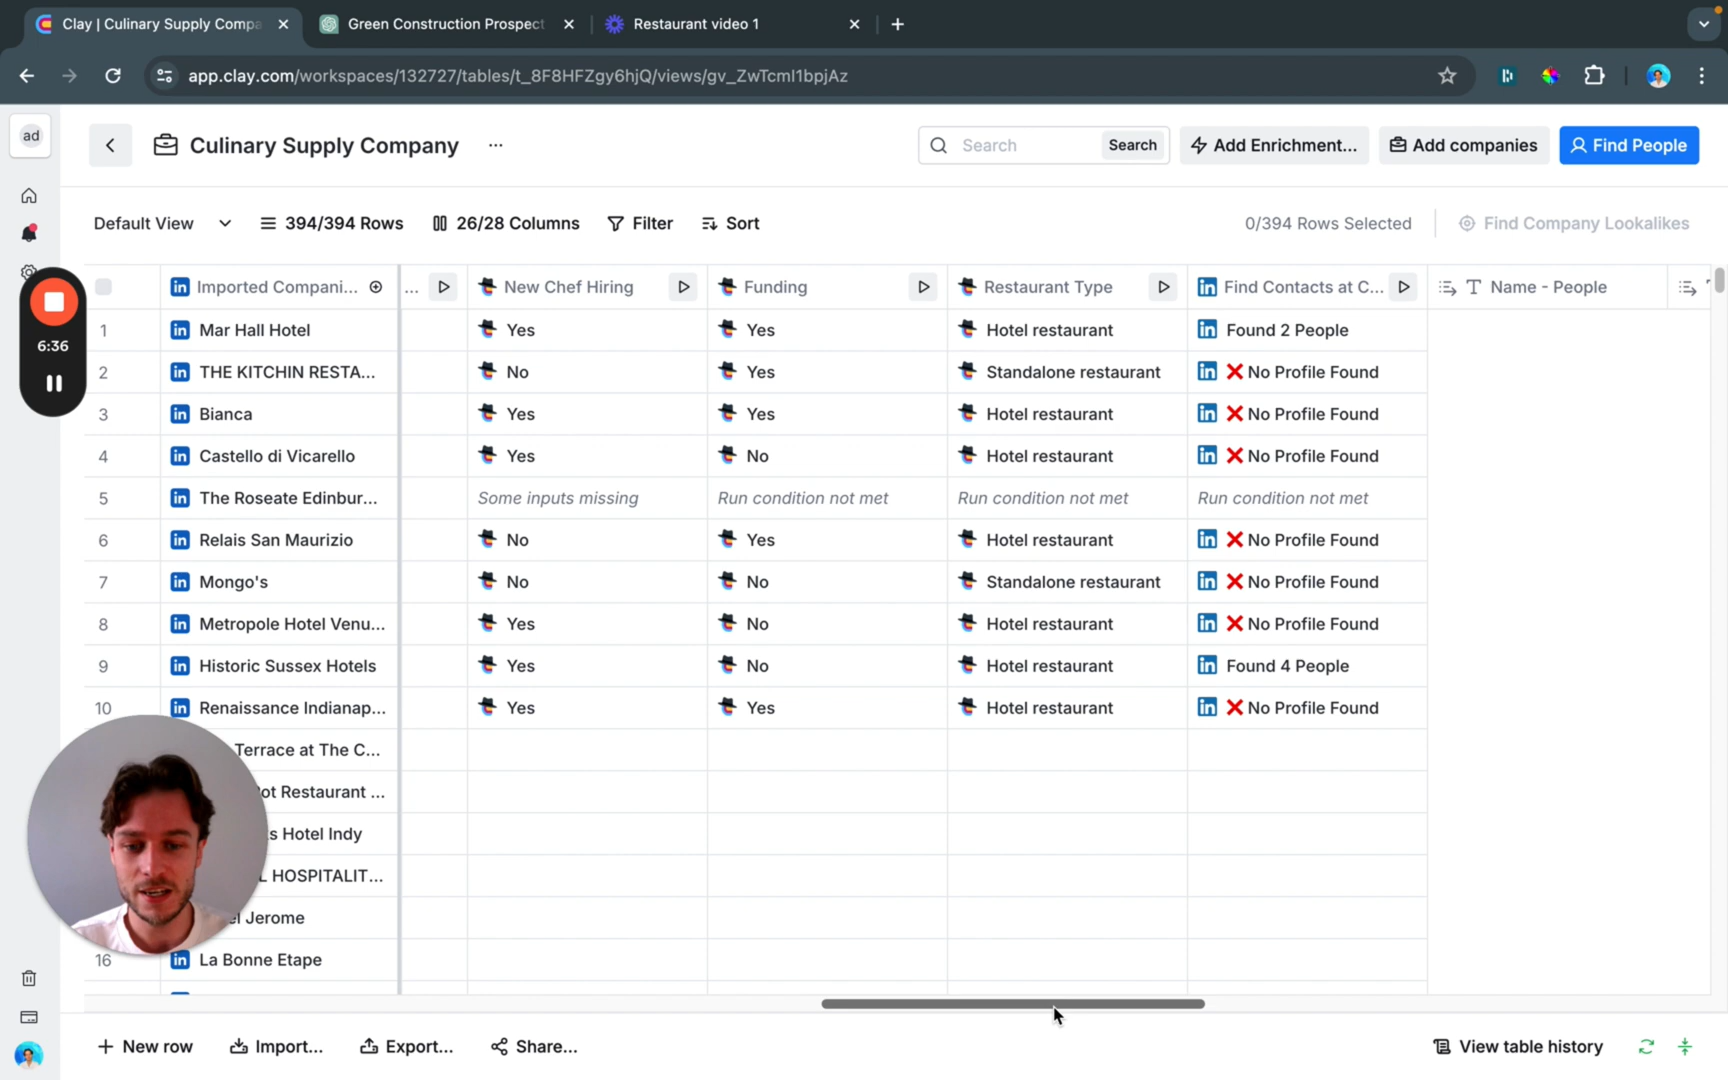 Clay | Culinary Supply Compa
Green Construction Prospect
Restaurant video 1
app.clay.com/workspaces/132727/tables/t_8F8HFZgy6hjQ/views/gv_ZwTcml1bpjAz
ad
Culinary Supply Company
...
Search
Search
Add Enrichment...
Add companies
Find People
Default View
394/394 Rows
26/28 Columns
Filter
Sort
0/394 Rows Selected
Find Company Lookalikes
6:36
Imported Compani... ... New Chef Hiring Funding Restaurant Type Find Contacts at C... Name - People
1 Mar Hall Hotel Yes Yes Hotel restaurant Found 2 People
2 THE KITCHIN RESTA... No Yes Standalone restaurant No Profile Found
3 Bianca Yes Yes Hotel restaurant No Profile Found
4 Castello di Vicarello Yes No Hotel restaurant No Profile Found
5 The Roseate Edinbur... Some inputs missing Run condition not met Run condition not met Run condition not met
6 Relais San Maurizio No Yes Hotel restaurant No Profile Found
7 Mongo's No No Standalone restaurant No Profile Found
8 Metropole Hotel Venu... Yes No Hotel restaurant No Profile Found
9 Historic Sussex Hotels Yes No Hotel restaurant Found 4 People
10 Renaissance Indianap... Yes Yes Hotel restaurant No Profile Found
Terrace at The C...
Restaurant ...
Hotel Indy
HOSPITALIT...
Jerome
16 La Bonne Etape
New row
Import...
Export...
Share...
View table history